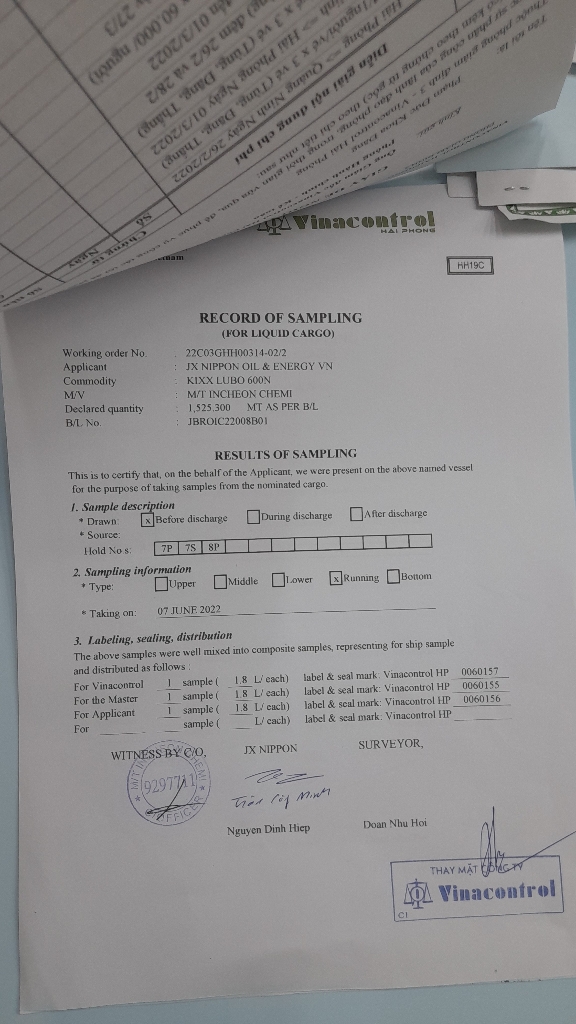 Diễn giải nội dung chi phí
Vinacontrol
HAI PHONG
HH19C
RECORD OF SAMPLING
(FOR LIQUID CARGO)
Working order No. : 22C03GHH00314-02/2
Applicant : JX NIPPON OIL & ENERGY VN
Commodity : KIXX LUBO 600N
M/V : M/T INCHEON CHEMI
Declared quantity : 1,525.300 MT AS PER B/L
B/L No. : JBROIC22008B01
RESULTS OF SAMPLING
This is to certify that, on the behalf of the Applicant, we were present on the above named vessel
for the purpose of taking samples from the nominated cargo.
1. Sample description
* Drawn: x Before discharge During discharge After discharge
* Source:
Hold No s: 7P 7S 8P
2. Sampling information
* Type: Upper Middle Lower x Running Bottom
* Taking on: 07 JUNE 2022
3. Labeling, sealing, distribution
The above samples were well mixed into composite samples, representing for ship sample
and distributed as follows :
For Vinacontrol 1 sample ( 1.8 L/ each) label & seal mark: Vinacontrol HP 0060157
For the Master 1 sample ( 1.8 L/ each) label & seal mark: Vinacontrol HP 0060155
For Applicant 1 sample ( 1.8 L/ each) label & seal mark: Vinacontrol HP 0060156
For sample ( L/ each) label & seal mark: Vinacontrol HP
WITNESS BY C/O, JX NIPPON SURVEYOR,
9297711
OFFICER
Nguyen Dinh Hiep Doan Nhu Hoi
THAY MẶT CÔNG TY
Vinacontrol
C1